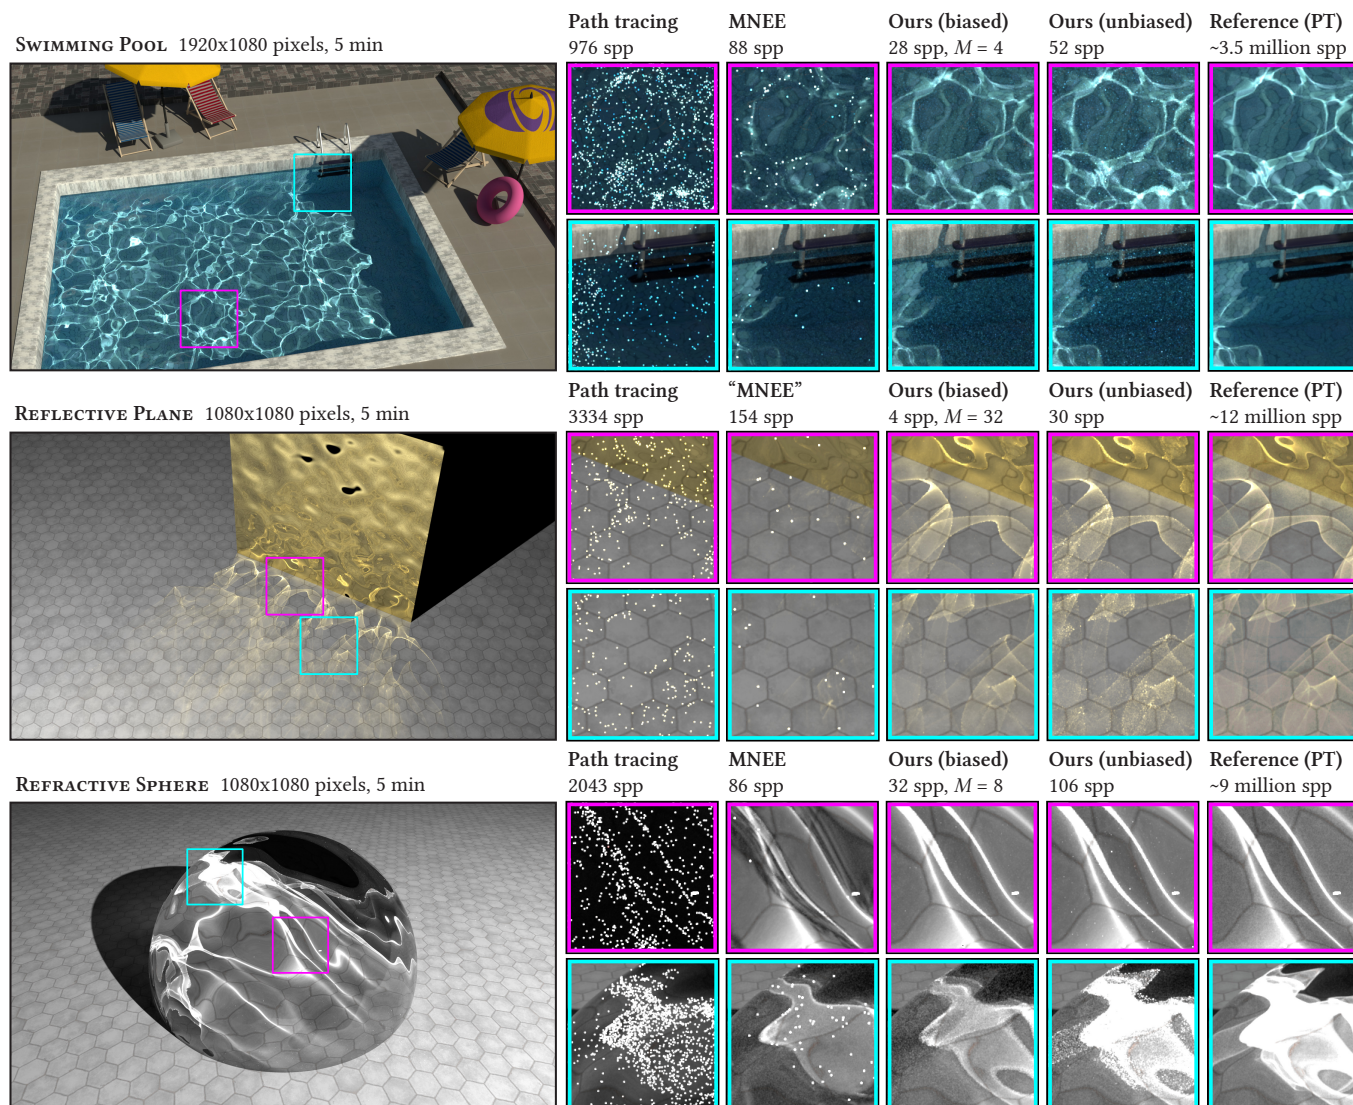 SWIMMING POOL 1920x1080 pixels, 5 min
Path tracing
976 spp
MNEE
88 spp
Ours (biased)
28 spp, M = 4
Ours (unbiased)
52 spp
Reference (PT)
~3.5 million spp
REFLECTIVE PLANE 1080x1080 pixels, 5 min
Path tracing
3334 spp
“MNEE”
154 spp
Ours (biased)
4 spp, M = 32
Ours (unbiased)
30 spp
Reference (PT)
~12 million spp
REFRACTIVE SPHERE 1080x1080 pixels, 5 min
Path tracing
2043 spp
MNEE
86 spp
Ours (biased)
32 spp, M = 8
Ours (unbiased)
106 spp
Reference (PT)
~9 million spp